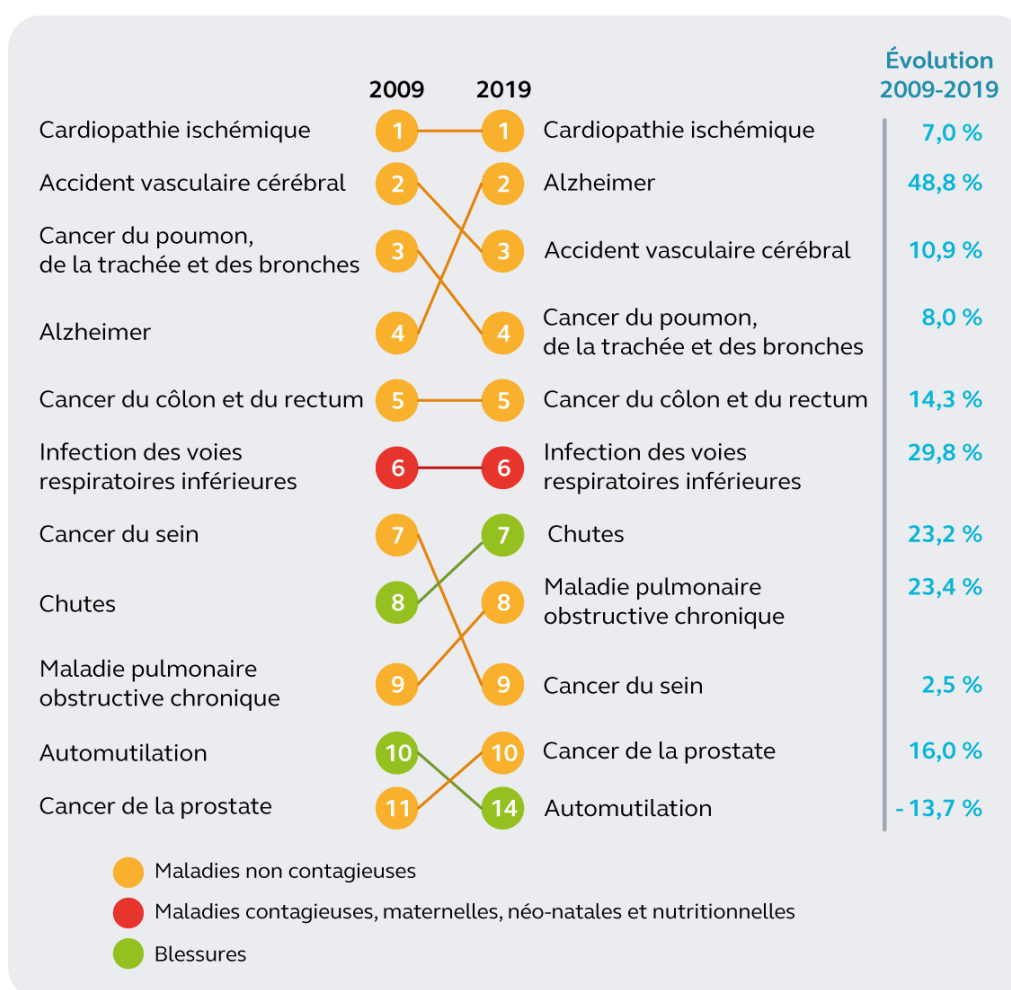 Évolution
2009 2019 2009-2019
Cardiopathie ischémique 1 1 Cardiopathie ischémique 7,0 %
Accident vasculaire cérébral 2 2 Alzheimer 48,8 %
Cancer du poumon,
de la trachée et des bronches 3 3 Accident vasculaire cérébral 10,9 %
Alzheimer 4 4 Cancer du poumon,
de la trachée et des bronches 8,0 %
Cancer du côlon et du rectum 5 5 Cancer du côlon et du rectum 14,3 %
Infection des voies
respiratoires inférieures 6 6 Infection des voies
respiratoires inférieures 29,8 %
Cancer du sein 7 7 Chutes 23,2 %
Chutes 8 8 Maladie pulmonaire
obstructive chronique 23,4 %
Maladie pulmonaire
obstructive chronique 9 9 Cancer du sein 2,5 %
Automutilation 10 10 Cancer de la prostate 16,0 %
Cancer de la prostate 11 14 Automutilation - 13,7 %
Maladies non contagieuses
Maladies contagieuses, maternelles, néo-natales et nutritionnelles
Blessures